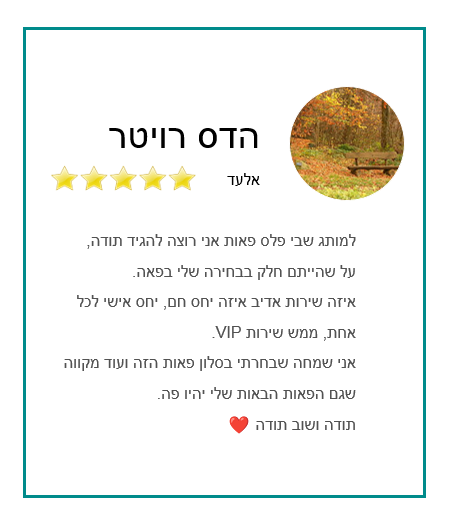 הדס רויטר
אלעד
למותג שבי פלס פאות אני רוצה להגיד תודה,
על שהייתם חלק בבחירה שלי בפאה.
איזה שירות אדיב איזה יחס חם, יחס אישי לכל
אחת, ממש שירות VIP.
אני שמחה שבחרתי בסלון פאות הזה ועוד מקווה
שגם הפאות הבאות שלי יהיו פה.
תודה ושוב תודה ❤️